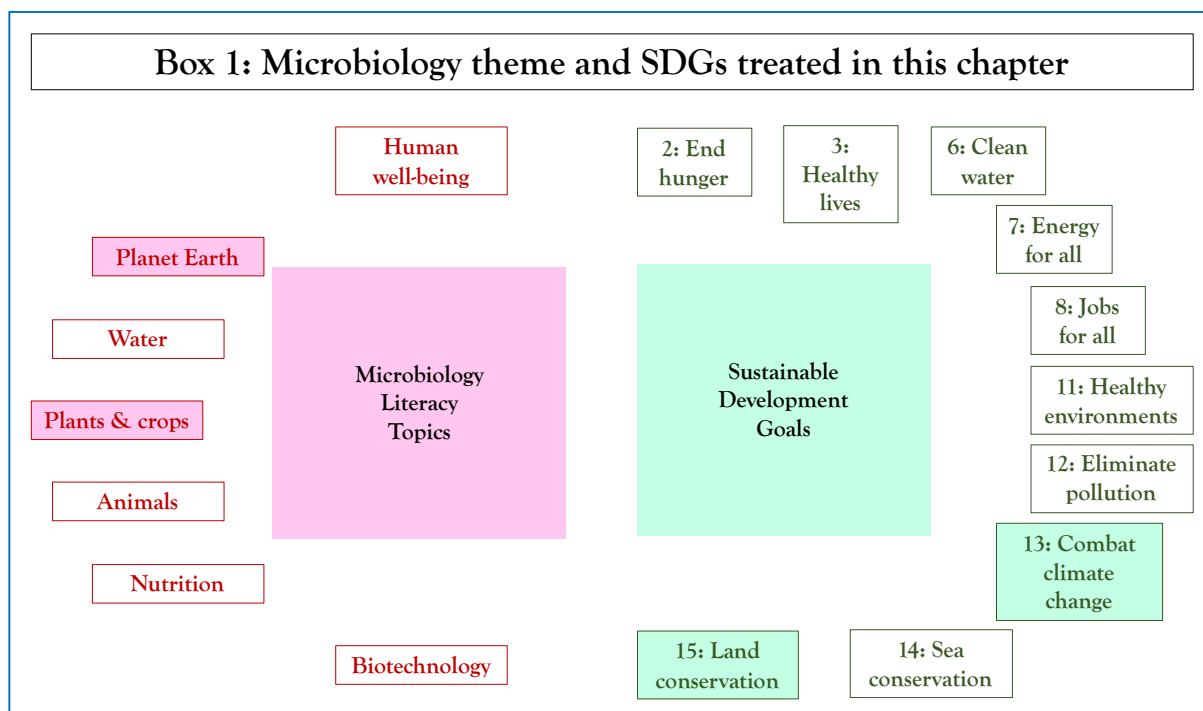 Box 1: Microbiology theme and SDGs treated in this chapter
Human
well-being
Planet Earth
Water
Plants & crops
Animals
Nutrition
Biotechnology
Microbiology
Literacy
Topics
Sustainable
Development
Goals
2: End
hunger
3:
Healthy
lives
6: Clean
water
7: Energy
for all
8: Jobs
for all
11: Healthy
environments
12: Eliminate
pollution
13: Combat
climate
change
14: Sea
conservation
15: Land
conservation